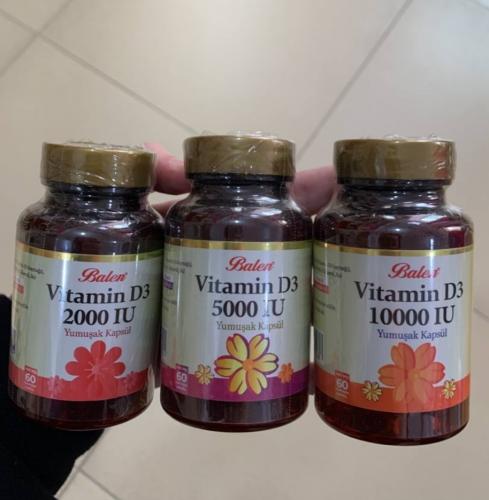 Balen
Vitamin D3
2000 IU
Yumuşak Kapsül
60
Balen
Vitamin D3
5000 IU
Yumuşak Kapsül
60
Balen
Vitamin D3
10000 IU
Yumuşak Kapsül
60